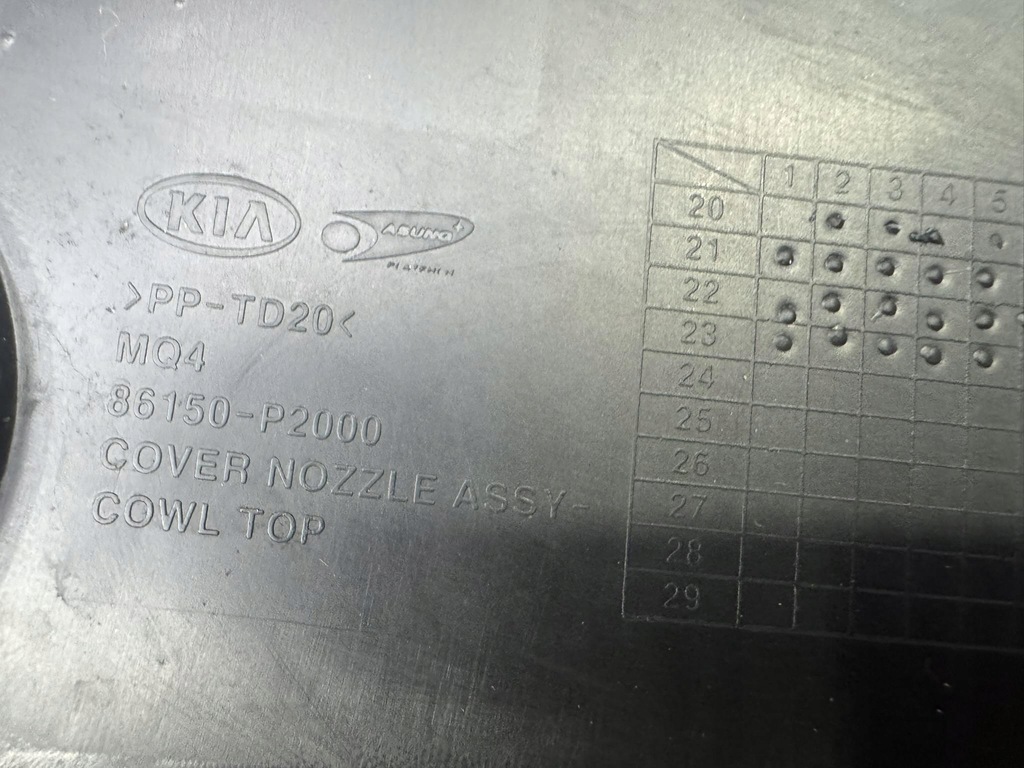 KIA
ASUNG
>PP-TD20<
MQ4
86150-P2000
COVER NOZZLE ASSY-
COWL TOP
1 2 3 4 5
20
21
22
23
24
25
26
27
28
29